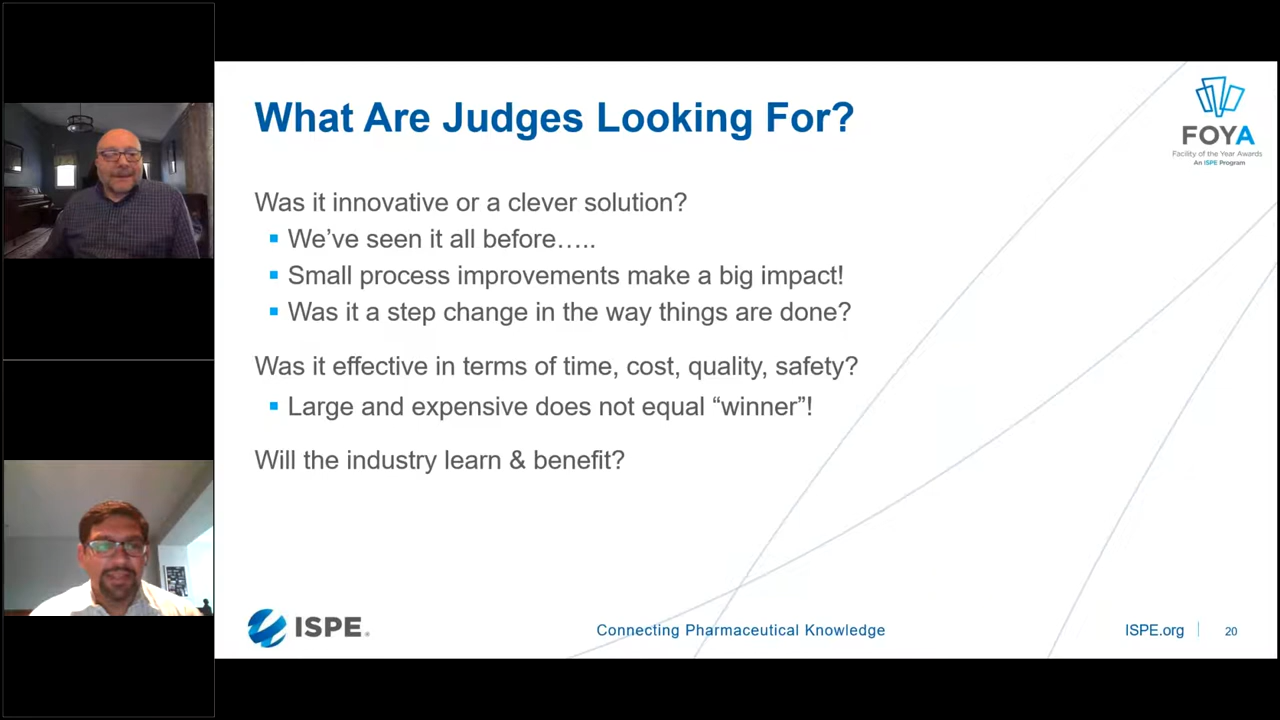 What Are Judges Looking For?
FOYA
Facility of the Year Awards
An ISPE Program
Was it innovative or a clever solution?
▪ We’ve seen it all before…..
▪ Small process improvements make a big impact!
▪ Was it a step change in the way things are done?
Was it effective in terms of time, cost, quality, safety?
▪ Large and expensive does not equal “winner”!
Will the industry learn & benefit?
ISPE®
Connecting Pharmaceutical Knowledge
ISPE.org
20